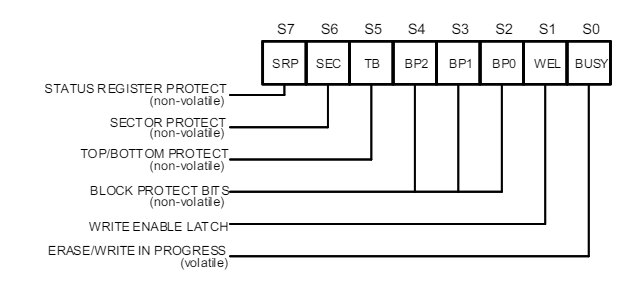 S7 S6 S5 S4 S3 S2 S1 S0
SRP SEC TB BP2 BP1 BP0 WEL BUSY
STATUS REGISTER PROTECT
(non-volatile)
SECTOR PROTECT
(non-volatile)
TOP/BOTTOM PROTECT
(non-volatile)
BLOCK PROTECT BITS
(non-volatile)
WRITE ENABLE LATCH
ERASE/WRITE IN PROGRESS
(volatile)